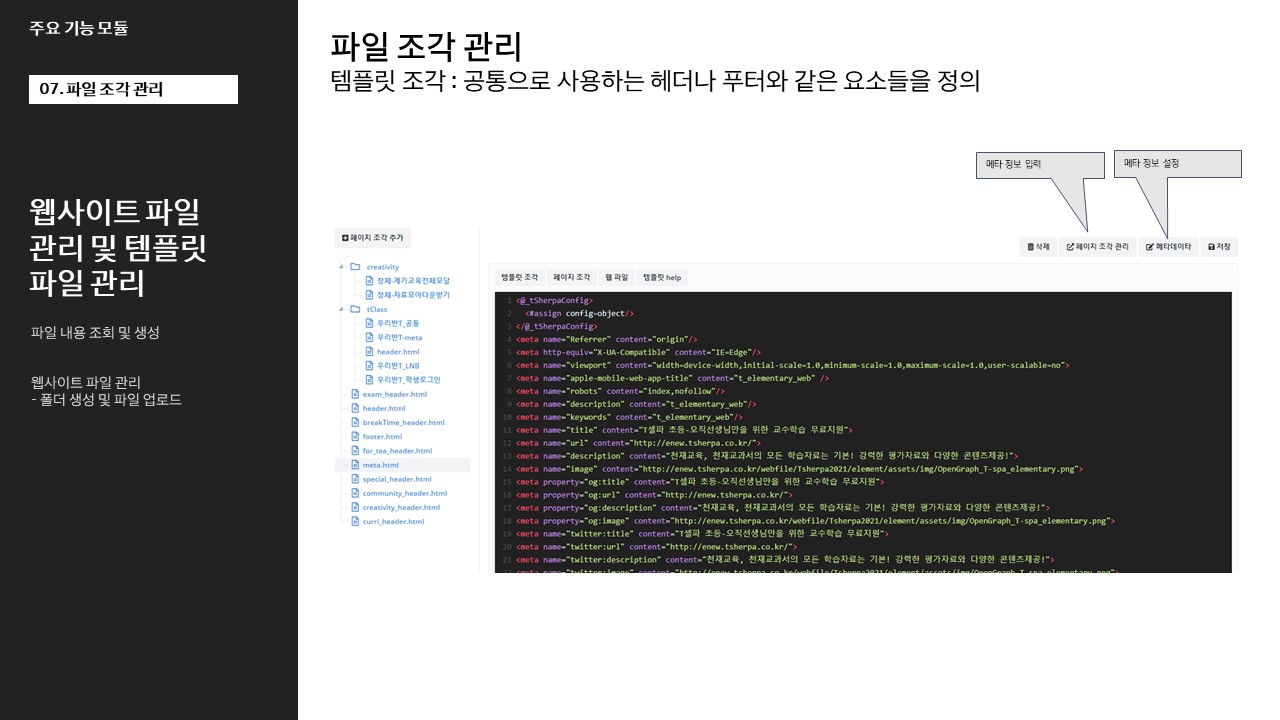 주요 기능 모듈
07. 파일 조각 관리
웹사이트 파일
관리 및 템플릿
파일 관리
파일 내용 조회 및 생성
웹사이트 파일 관리
- 폴더 생성 및 파일 업로드
파일 조각 관리
템플릿 조각 : 공통으로 사용하는 헤더나 푸터와 같은 요소들을 정의
메타 정보 입력
메타 정보 설정
페이지 조각 추가
삭제
페이지 조각 관리
메타데이타
저장
creativity
창체-계기교육전체모달
창체-자료모아다운받기
tClass
우리반T_공통
우리반T-meta
header.html
우리반T_LNB
우리반T_학생로그인
exam_header.html
header.html
breakTime_header.html
footer.html
for_tea_header.html
meta.html
special_header.html
community_header.html
creativity_header.html
curri_header.html
템플릿 조각 페이지 조각 웹 파일 템플릿 help
1 <@_tSherpaConfig>
2 <#assign config=object/>
3 </@_tSherpaConfig>
4 <meta name="Referrer" content="origin"/>
5 <meta http-equiv="X-UA-Compatible" content="IE=Edge"/>
6 <meta name="viewport" content="width=device-width,initial-scale=1.0,minimum-scale=1.0,maximum-scale=1.0,user-scalable=no">
7 <meta name="apple-mobile-web-app-title" content="t_elementary_web" />
8 <meta name="robots" content="index,nofollow"/>
9 <meta name="description" content="t_elementary_web"/>
10 <meta name="keywords" content="t_elementary_web"/>
11 <meta name="title" content="T셀파 초등-오직선생님만을 위한 교수학습 무료지원">
12 <meta name="url" content="http://enew.tsherpa.co.kr/">
13 <meta name="description" content="천재교육, 천재교과서의 모든 학습자료는 기본! 강력한 평가자료와 다양한 콘텐츠제공!">
14 <meta name="image" content="http://enew.tsherpa.co.kr/webfile/Tsherpa2021/element/assets/img/OpenGraph_T-spa_elementary.png">
15 <meta property="og:title" content="T셀파 초등-오직선생님만을 위한 교수학습 무료지원">
16 <meta property="og:url" content="http://enew.tsherpa.co.kr/">
17 <meta property="og:description" content="천재교육, 천재교과서의 모든 학습자료는 기본! 강력한 평가자료와 다양한 콘텐츠제공!">
18 <meta property="og:image" content="http://enew.tsherpa.co.kr/webfile/Tsherpa2021/element/assets/img/OpenGraph_T-spa_elementary.png">
19 <meta name="twitter:title" content="T셀파 초등-오직선생님만을 위한 교수학습 무료지원">
20 <meta name="twitter:url" content="http://enew.tsherpa.co.kr/">
21 <meta name="twitter:description" content="천재교육, 천재교과서의 모든 학습자료는 기본! 강력한 평가자료와 다양한 콘텐츠제공!">
22 <meta name="twitter:image" content="http://enew.tsherpa.co.kr/webfile/Tsherpa2021/element/assets/img/OpenGraph_T-spa_elementary.png">